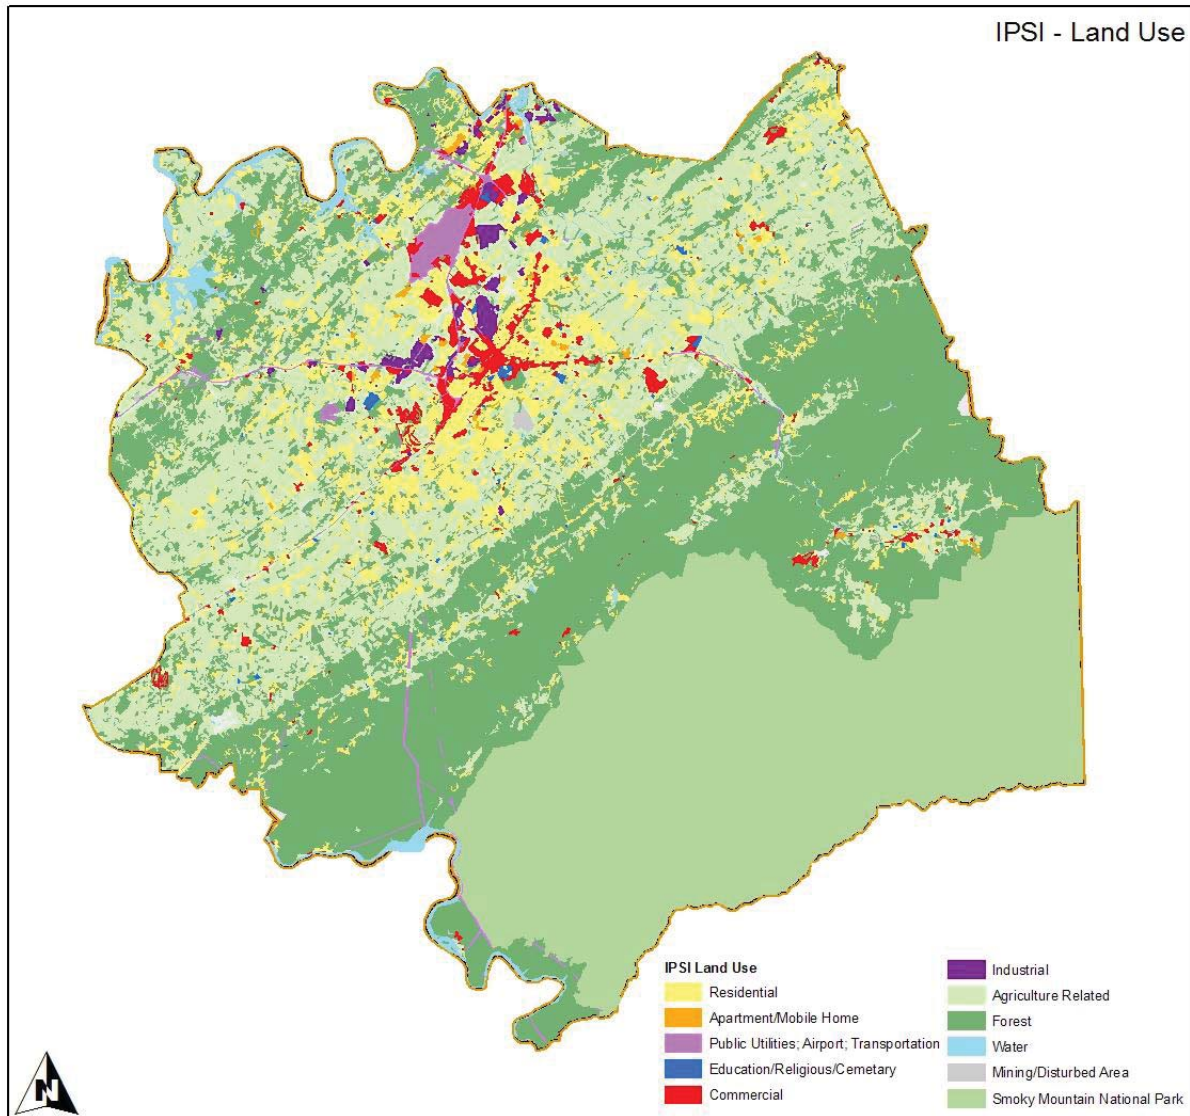 IPSI - Land Use
IPSI Land Use
Residential
Apartment/Mobile Home
Public Utilities; Airport; Transportation
Education/Religious/Cemetary
Commercial
Industrial
Agriculture Related
Forest
Water
Mining/Disturbed Area
Smoky Mountain National Park
N